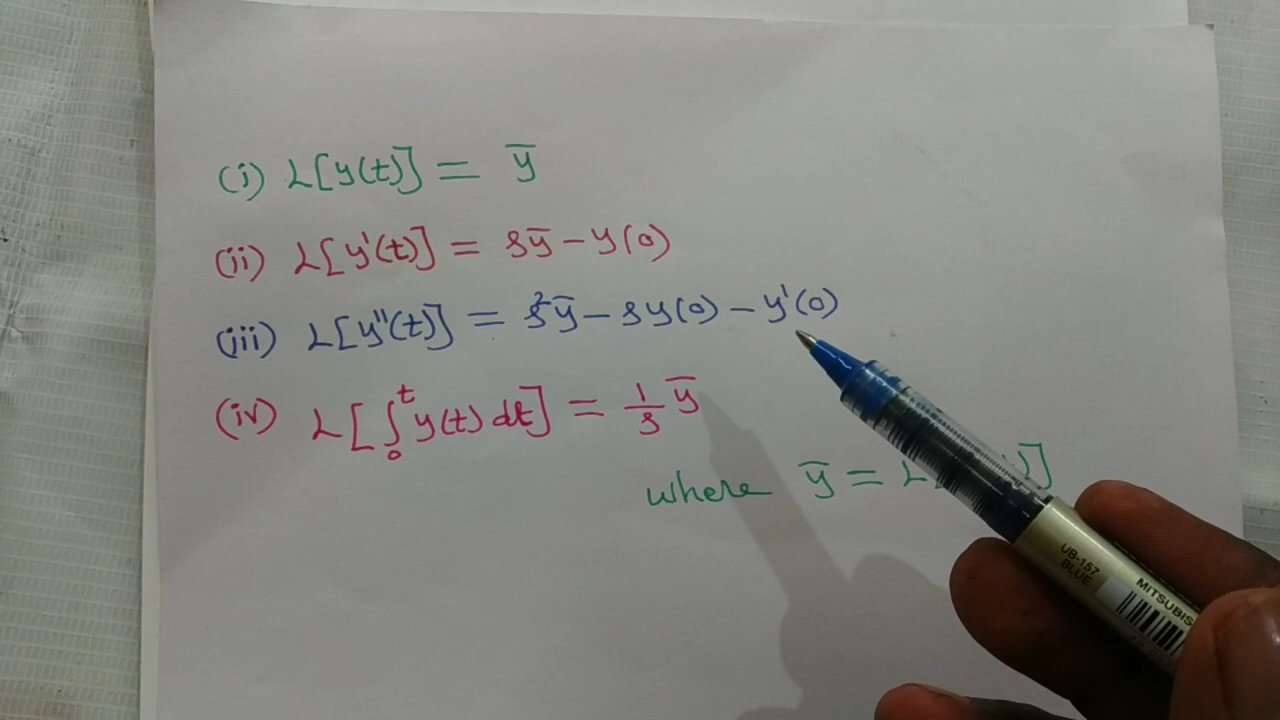 (i) L[y(t)] = ȳ
(ii) L[y'(t)] = sȳ - y(0)
(iii) L[y''(t)] = s²ȳ - sy(0) - y'(0)
(iv) L[∫₀ᵗ y(t) dt] = 1/s ȳ
where ȳ = L[ ]
UB-157
BLUE
MITSUBIS